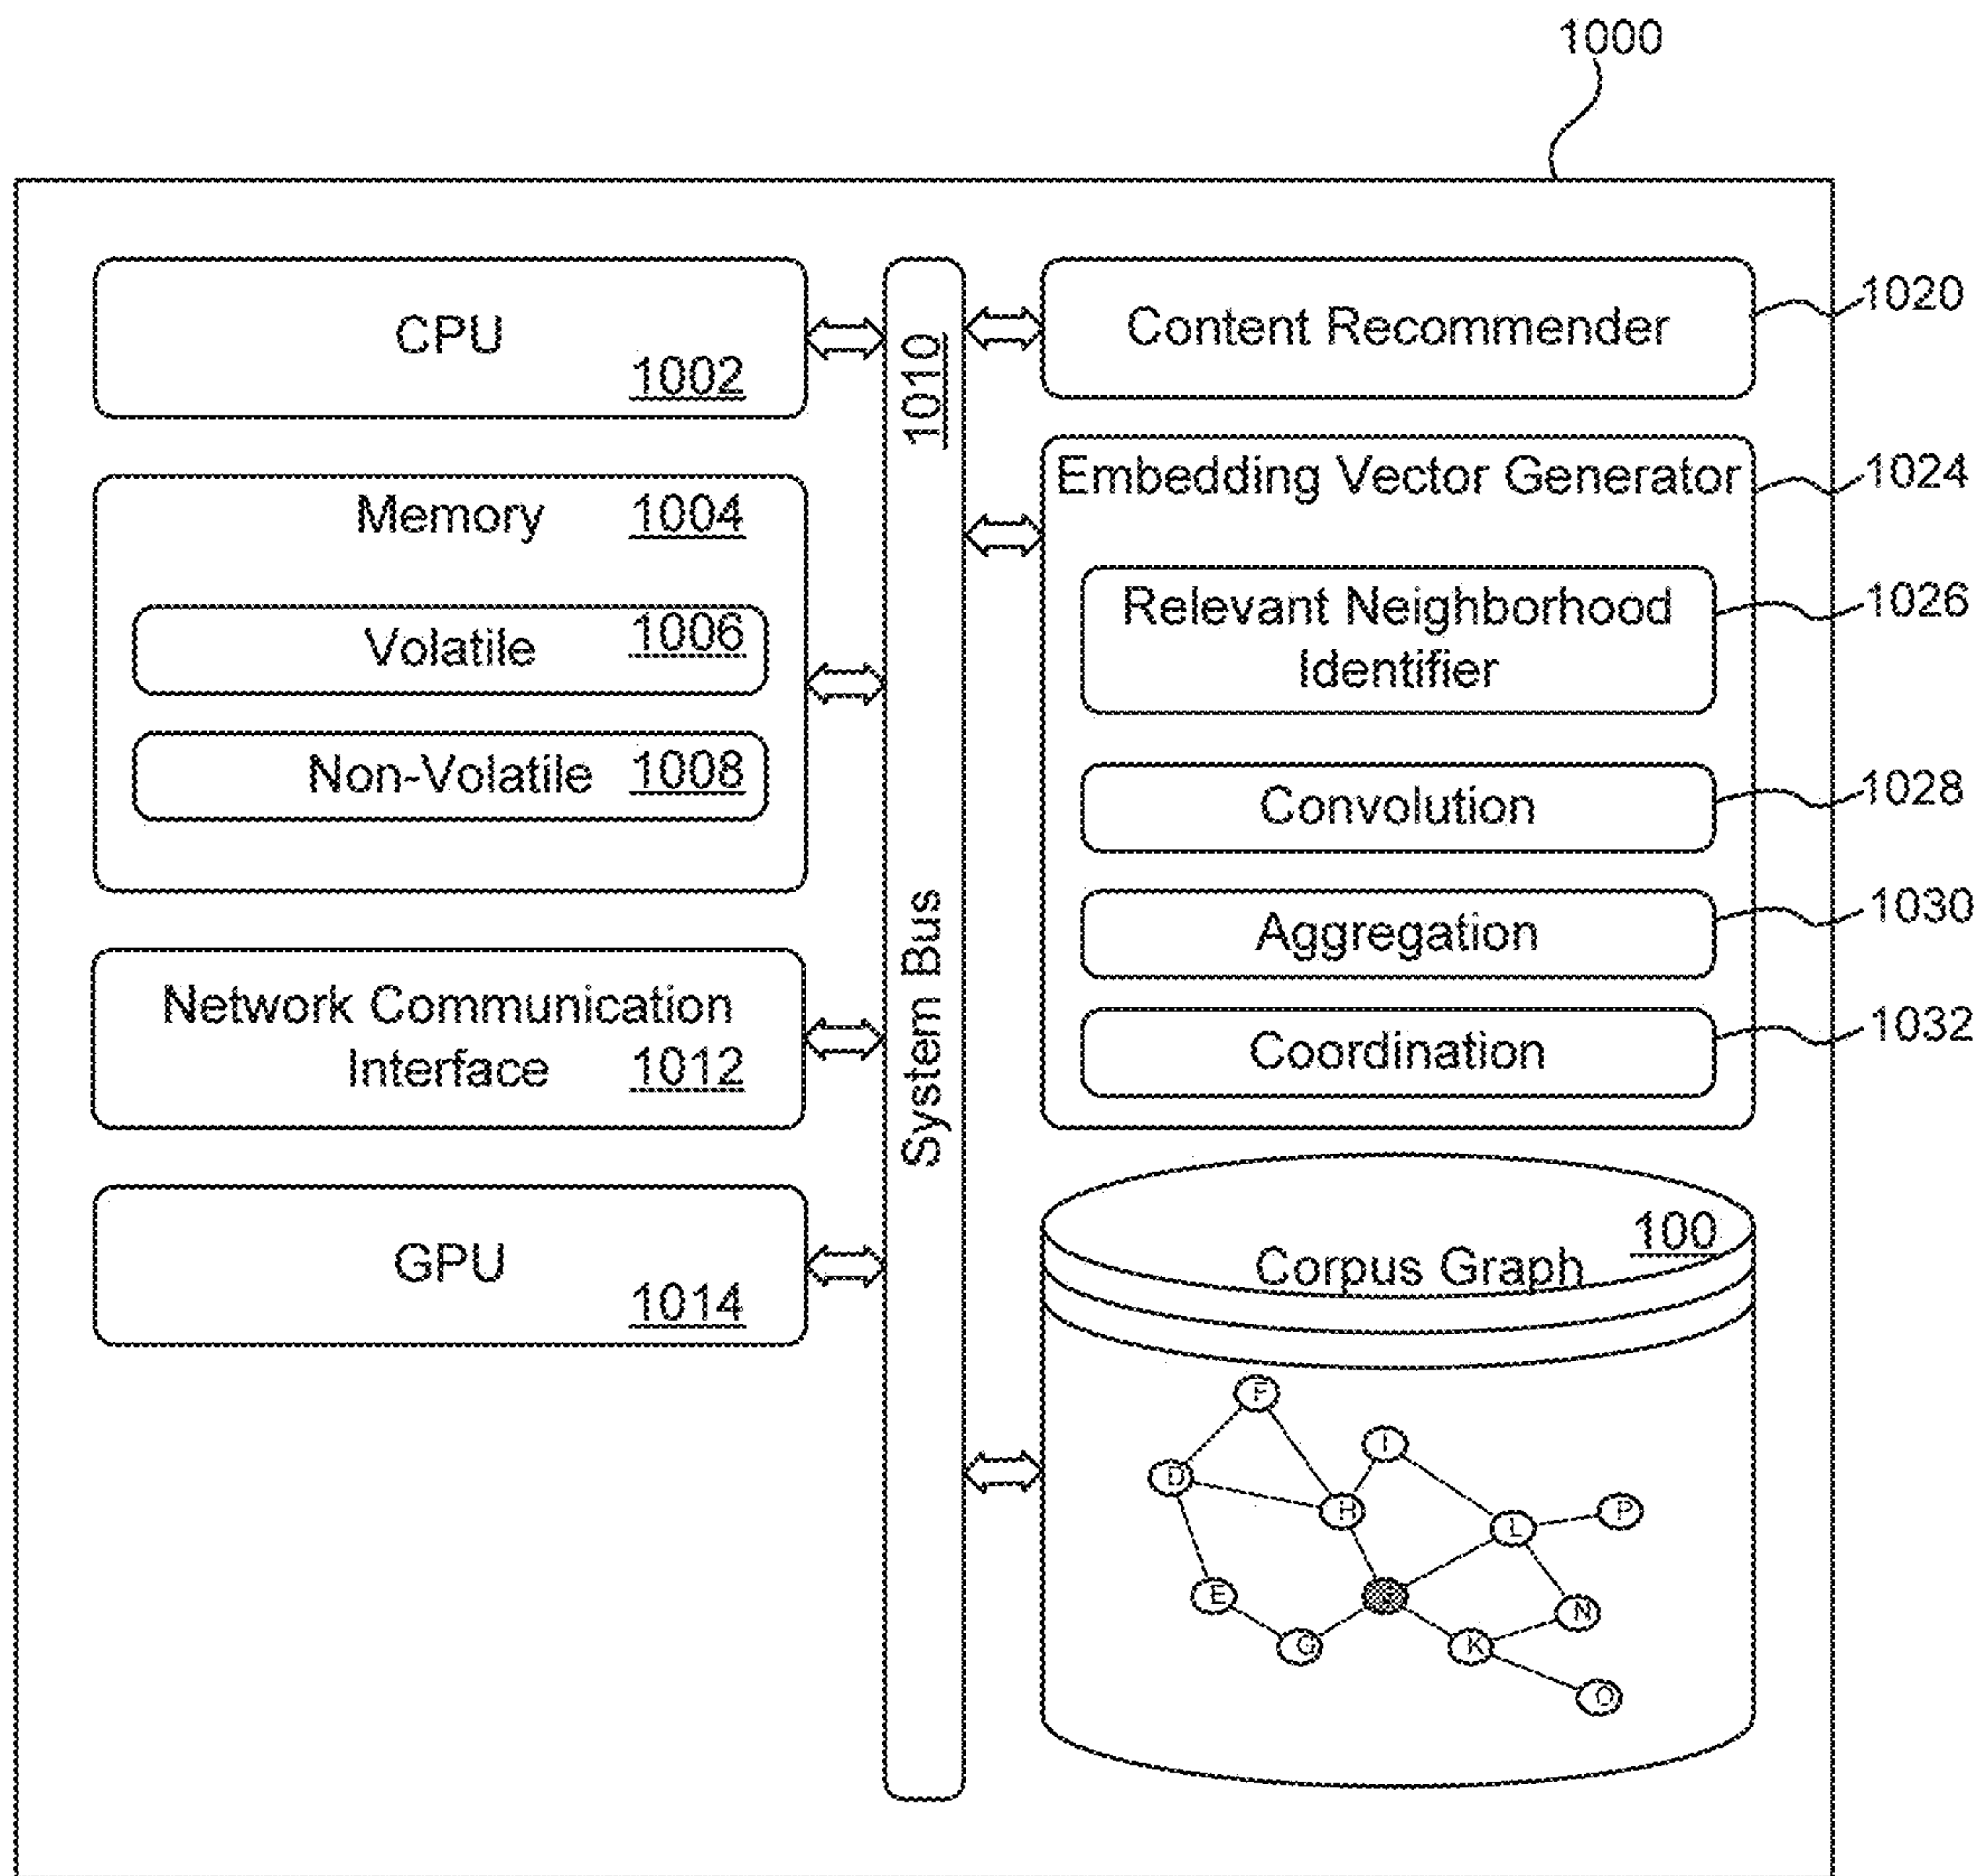 1000
CPU
1002
Memory 1004
Volatile 1006
Non-Volatile 1008
Network Communication
Interface 1012
GPU
1014
System Bus 1010
Content Recommender
1020
Embedding Vector Generator
1024
Relevant Neighborhood
Identifier
1026
Convolution
1028
Aggregation
1030
Coordination
1032
100
Corpus Graph
F
I
D
H
L
P
E
N
G
K
O